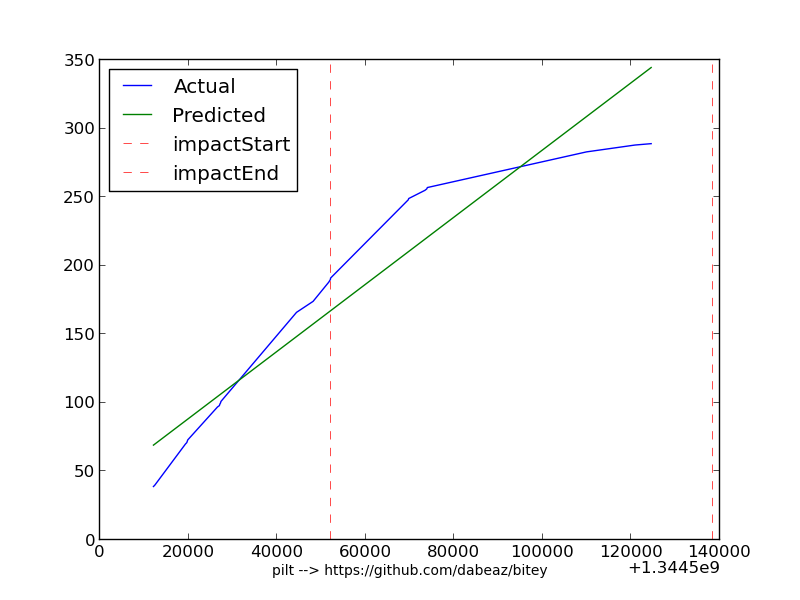 350
300
250
200
150
100
50
0
Actual
Predicted
impactStart
impactEnd
0 20000 40000 60000 80000 100000 120000 140000
+1.3445e9
pilt --> https://github.com/dabeaz/bitey